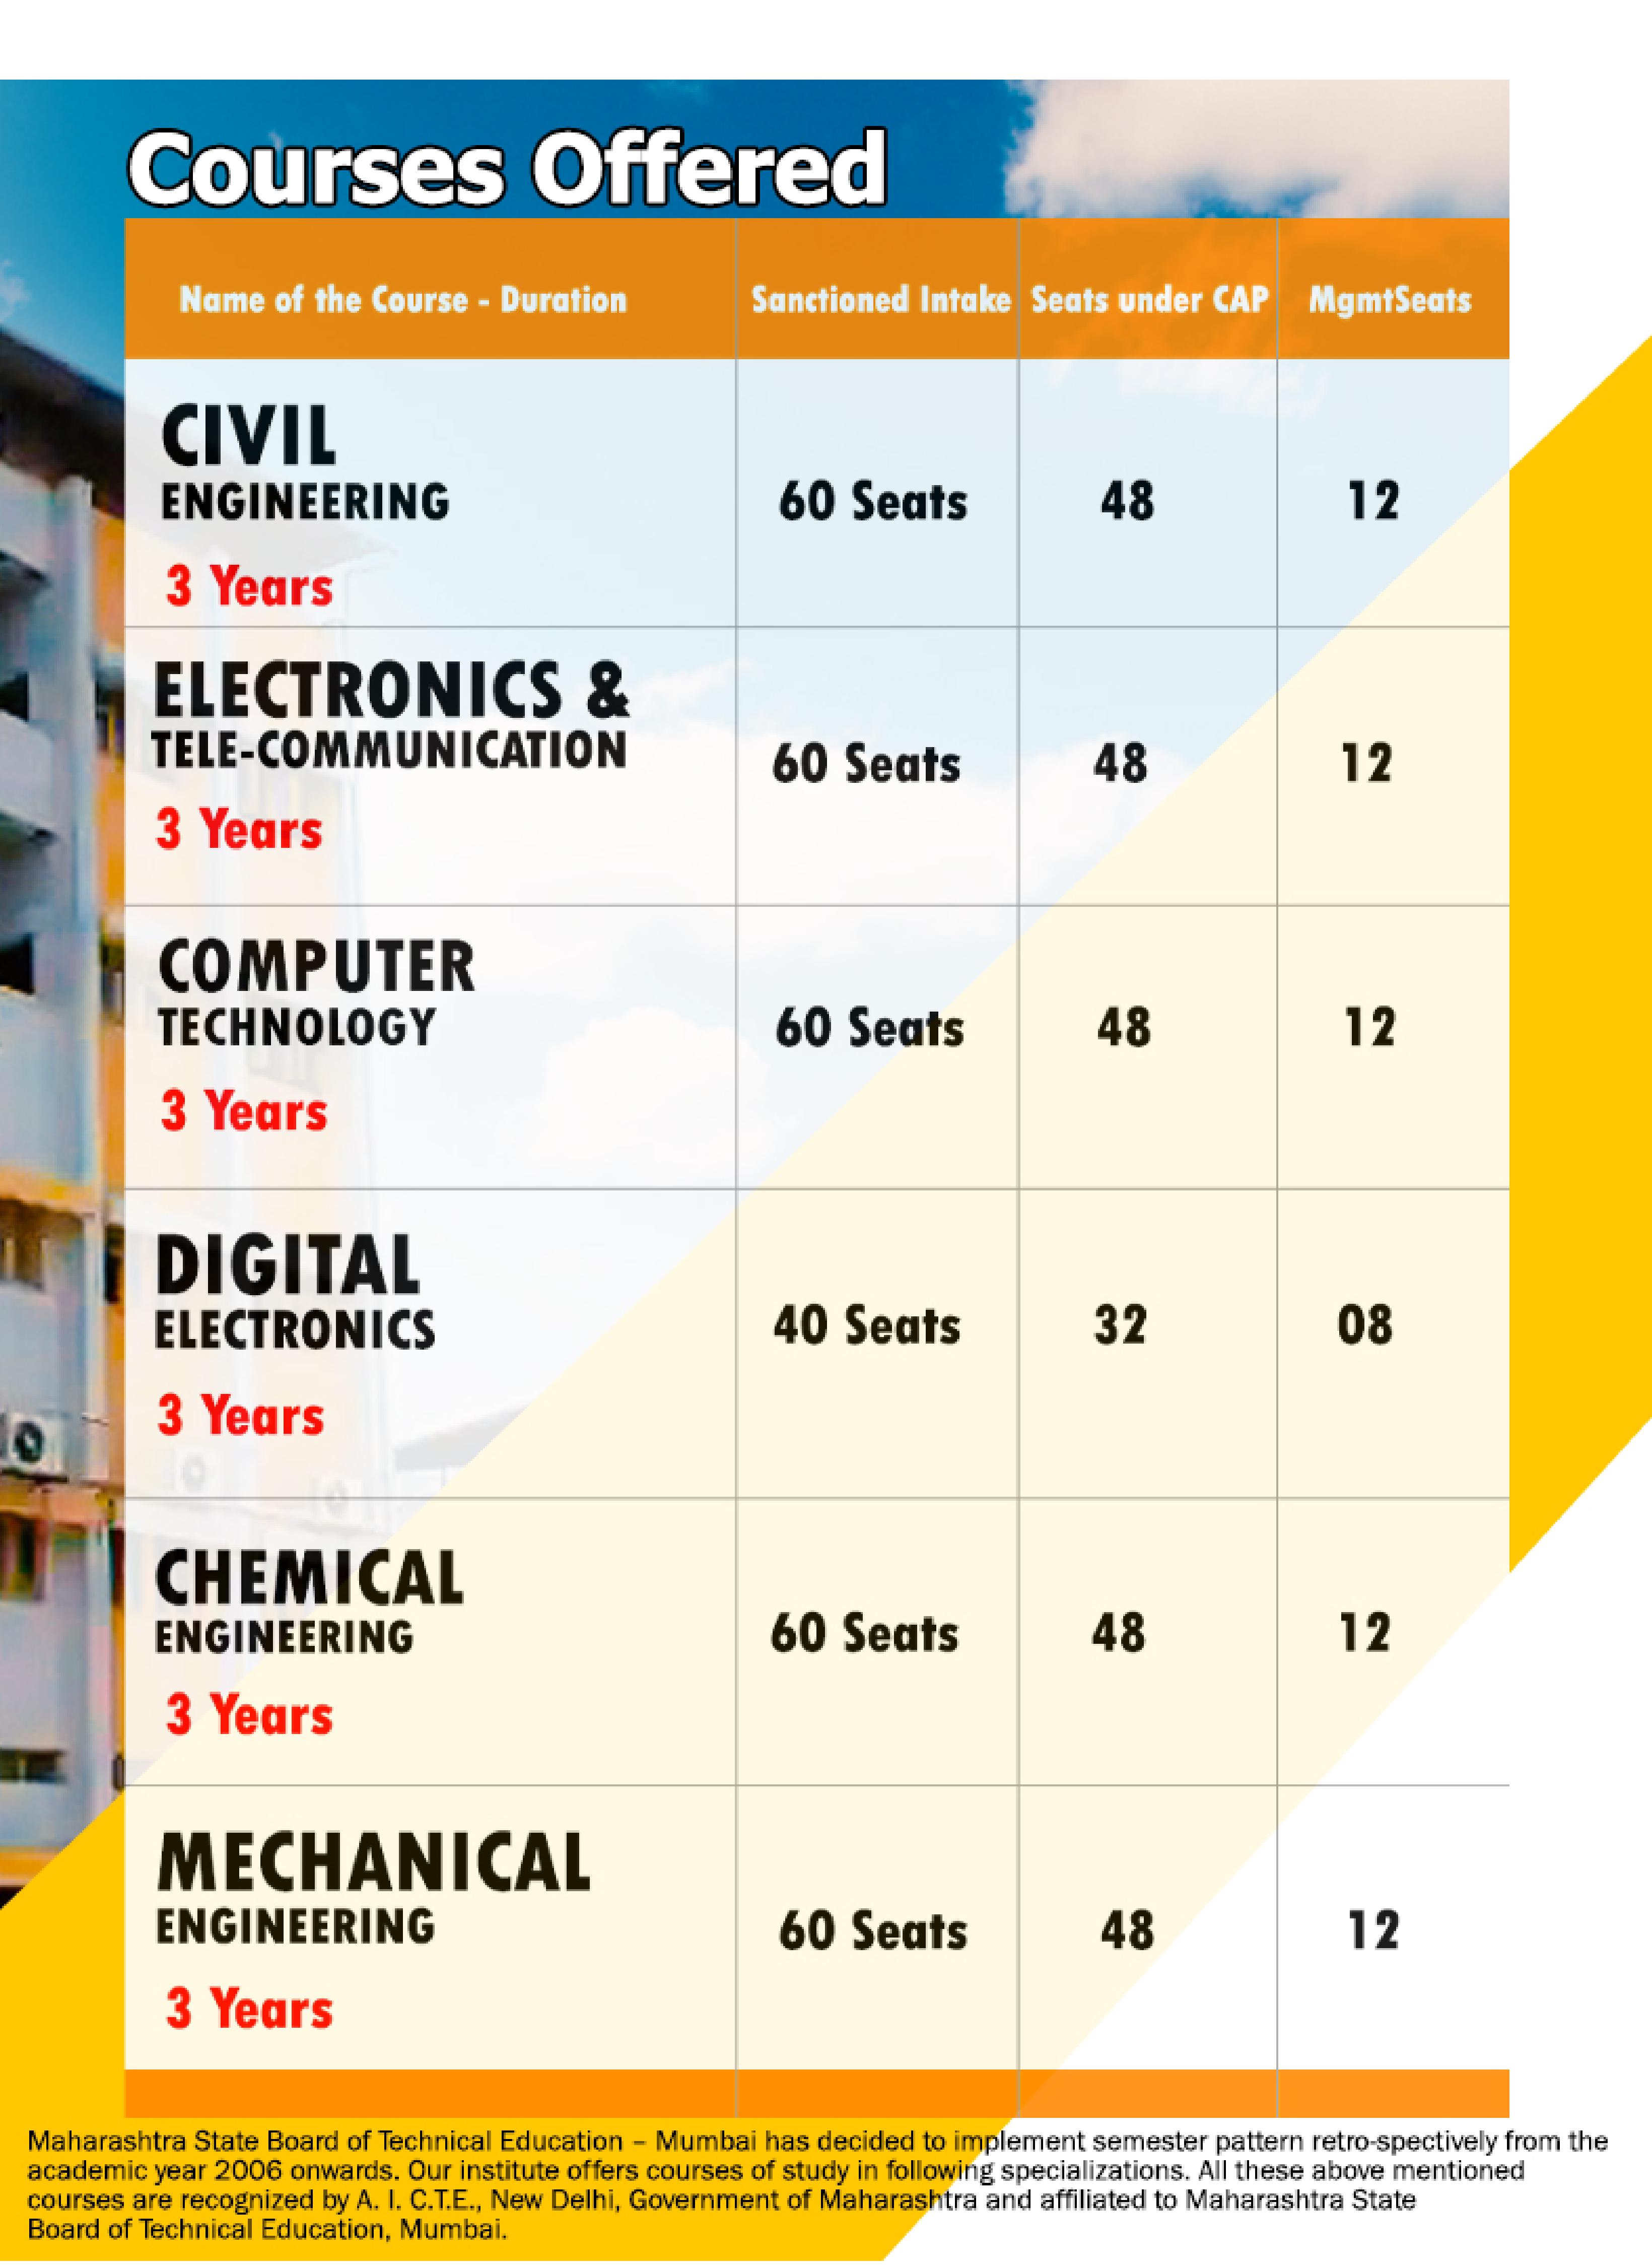 Courses Offered
Name of the Course - Duration Sanctioned Intake Seats under CAP MgmtSeats
CIVIL
ENGINEERING 60 Seats 48 12
3 Years
ELECTRONICS &
TELE-COMMUNICATION 60 Seats 48 12
3 Years
COMPUTER
TECHNOLOGY 60 Seats 48 12
3 Years
DIGITAL
ELECTRONICS 40 Seats 32 08
3 Years
CHEMICAL
ENGINEERING 60 Seats 48 12
3 Years
MECHANICAL
ENGINEERING 60 Seats 48 12
3 Years
Maharashtra State Board of Technical Education – Mumbai has decided to implement semester pattern retro-spectively from the
academic year 2006 onwards. Our institute offers courses of study in following specializations. All these above mentioned
courses are recognized by A. I. C.T.E., New Delhi, Government of Maharashtra and affiliated to Maharashtra State
Board of Technical Education, Mumbai.